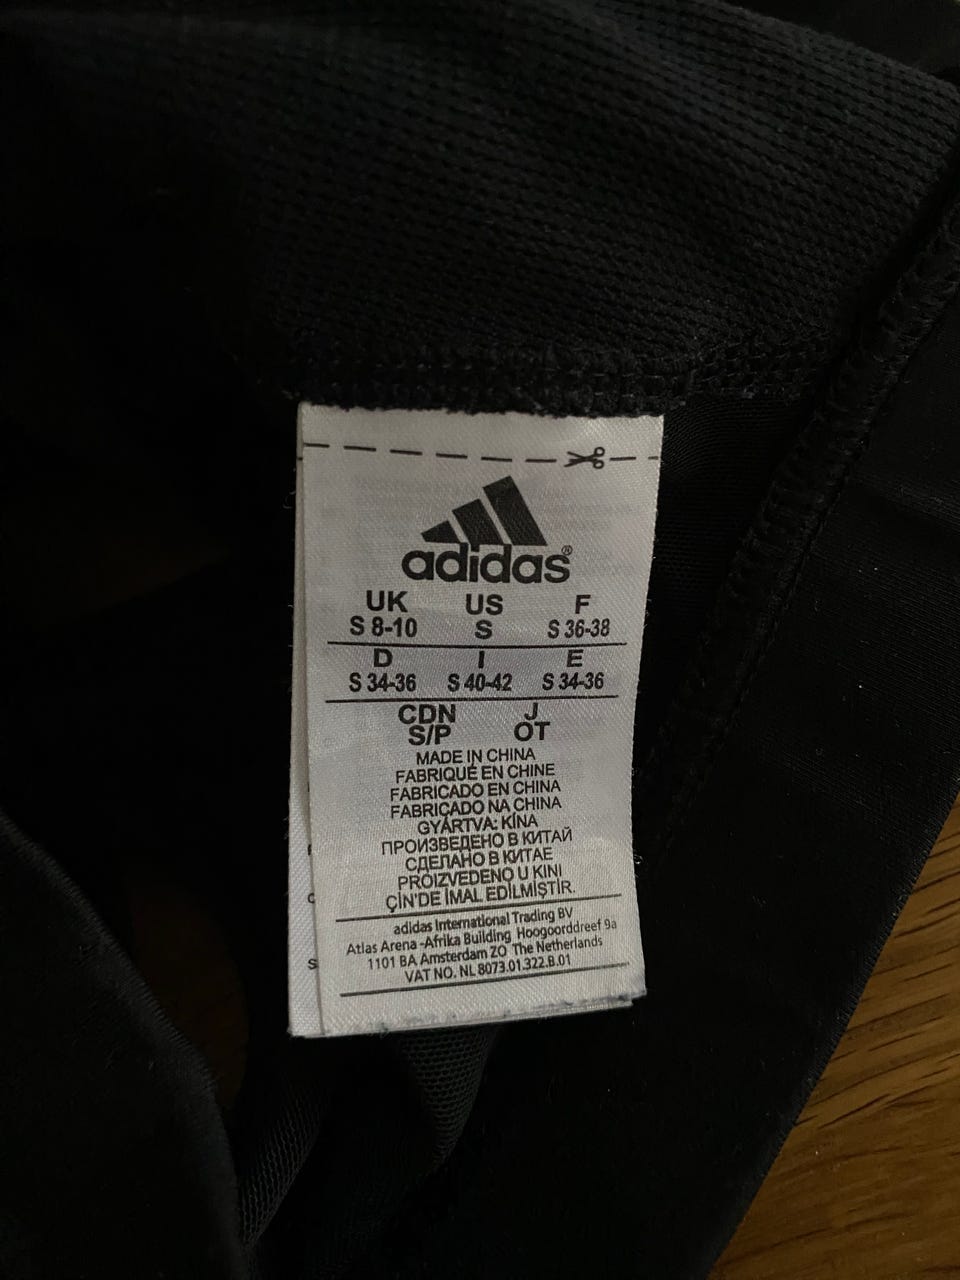 adidas®
UK US F
S 8-10 S S 36-38
D I E
S 34-36 S 40-42 S 34-36
CDN J
S/P OT
MADE IN CHINA
FABRIQUÉ EN CHINE
FABRICADO EN CHINA
FABRICADO NA CHINA
GYÁRTVA: KÍNA
ПРОИЗВЕДЕНО В КИТАЙ
СДЕЛАНО В КИТАЕ
PROIZVEDENO U KINI
ÇİN'DE İMAL EDİLMİŞTİR.
adidas International Trading BV
Atlas Arena -Afrika Building Hoogoorddreef 9a
1101 BA Amsterdam ZO The Netherlands
VAT NO. NL 8073.01.322.B.01